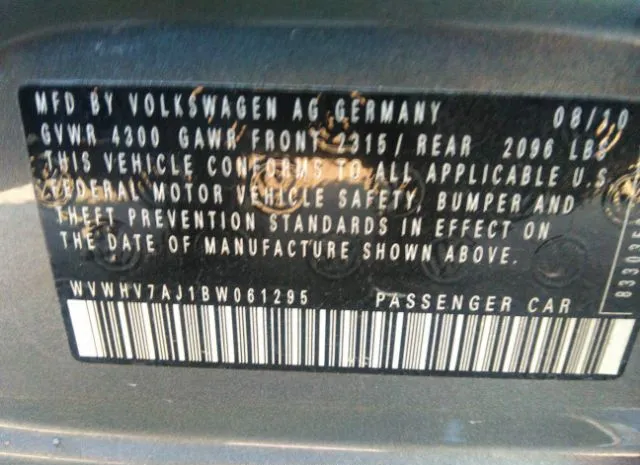 MFD BY VOLKSWAGEN AG GERMANY 08/10
GVWR 4300 GAWR FRONT 2315/ REAR 2096 LBS
THIS VEHICLE CONFORMS TO ALL APPLICABLE U.S.
FEDERAL MOTOR VEHICLE SAFETY, BUMPER AND
THEFT PREVENTION STANDARDS IN EFFECT ON
THE DATE OF MANUFACTURE SHOWN ABOVE.
WVWHV7AJ1BW061295 PASSENGER CAR